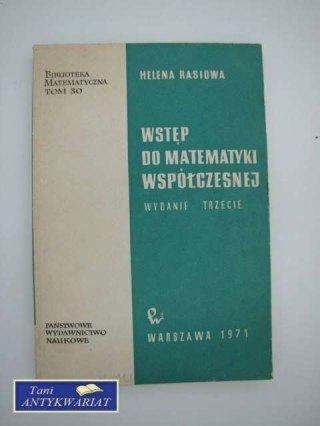 BIBLIOTEKA
MATEMATYCZNA
TOM 30
HELENA RASIOWA
WSTĘP
DO MATEMATYKI
WSPÓŁCZESNEJ
WYDANIE TRZECIE
PAŃSTWOWE
WYDAWNICTWO
NAUKOWE
WARSZAWA 1971
Tani
ANTYKWARIAT